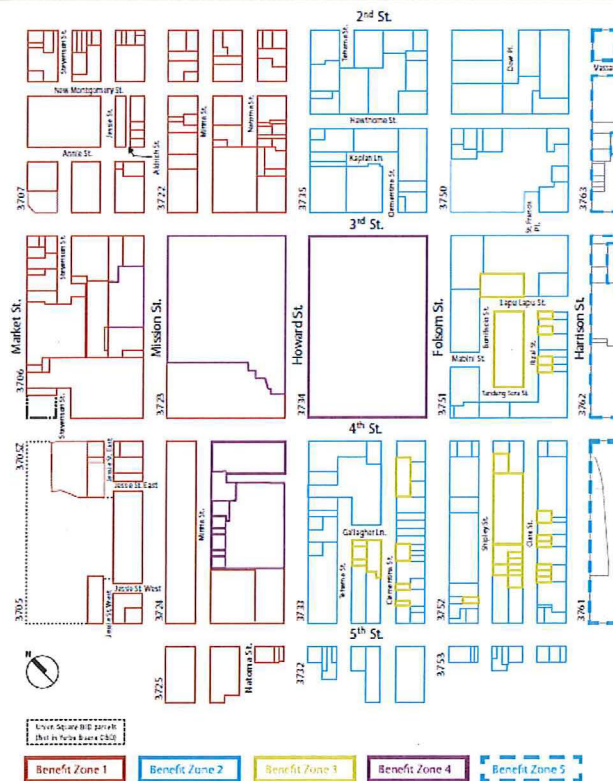 2nd St.
Stevenson St.
Tehama St.
Dow Pl.
Vassa
New Montgomery St.
Jessie St.
Minna St.
Natoma St.
Hawthorne St.
Annie St.
Aldrich St.
Kaplan Ln.
Clementina St.
3707
3722
3735
3750
3763
St. Francis Pl.
3rd St.
Stevenson St.
Market St.
Mission St.
Howard St.
Folsom St.
Harrison St.
Lapu Lapu St.
Bonifacio St.
Rizal St.
Mabini St.
Tandang Sora St.
3706
3723
3734
3751
3762
Stevenson St.
4th St.
3705Z
Jessie St. East
Jessie St. East
Minna St.
Gallagher Ln.
Tehama St.
Clementina St.
Shipley St.
Clara St.
Jessie St. West
Jessie St. West
3705
3724
3733
3752
3761
5th St.
N
3725
Natoma St.
3732
3753
Union Square BID parcels
(Not in Yerba Buena CBD)
Benefit Zone 1
Benefit Zone 2
Benefit Zone 3
Benefit Zone 4
Benefit Zone 5